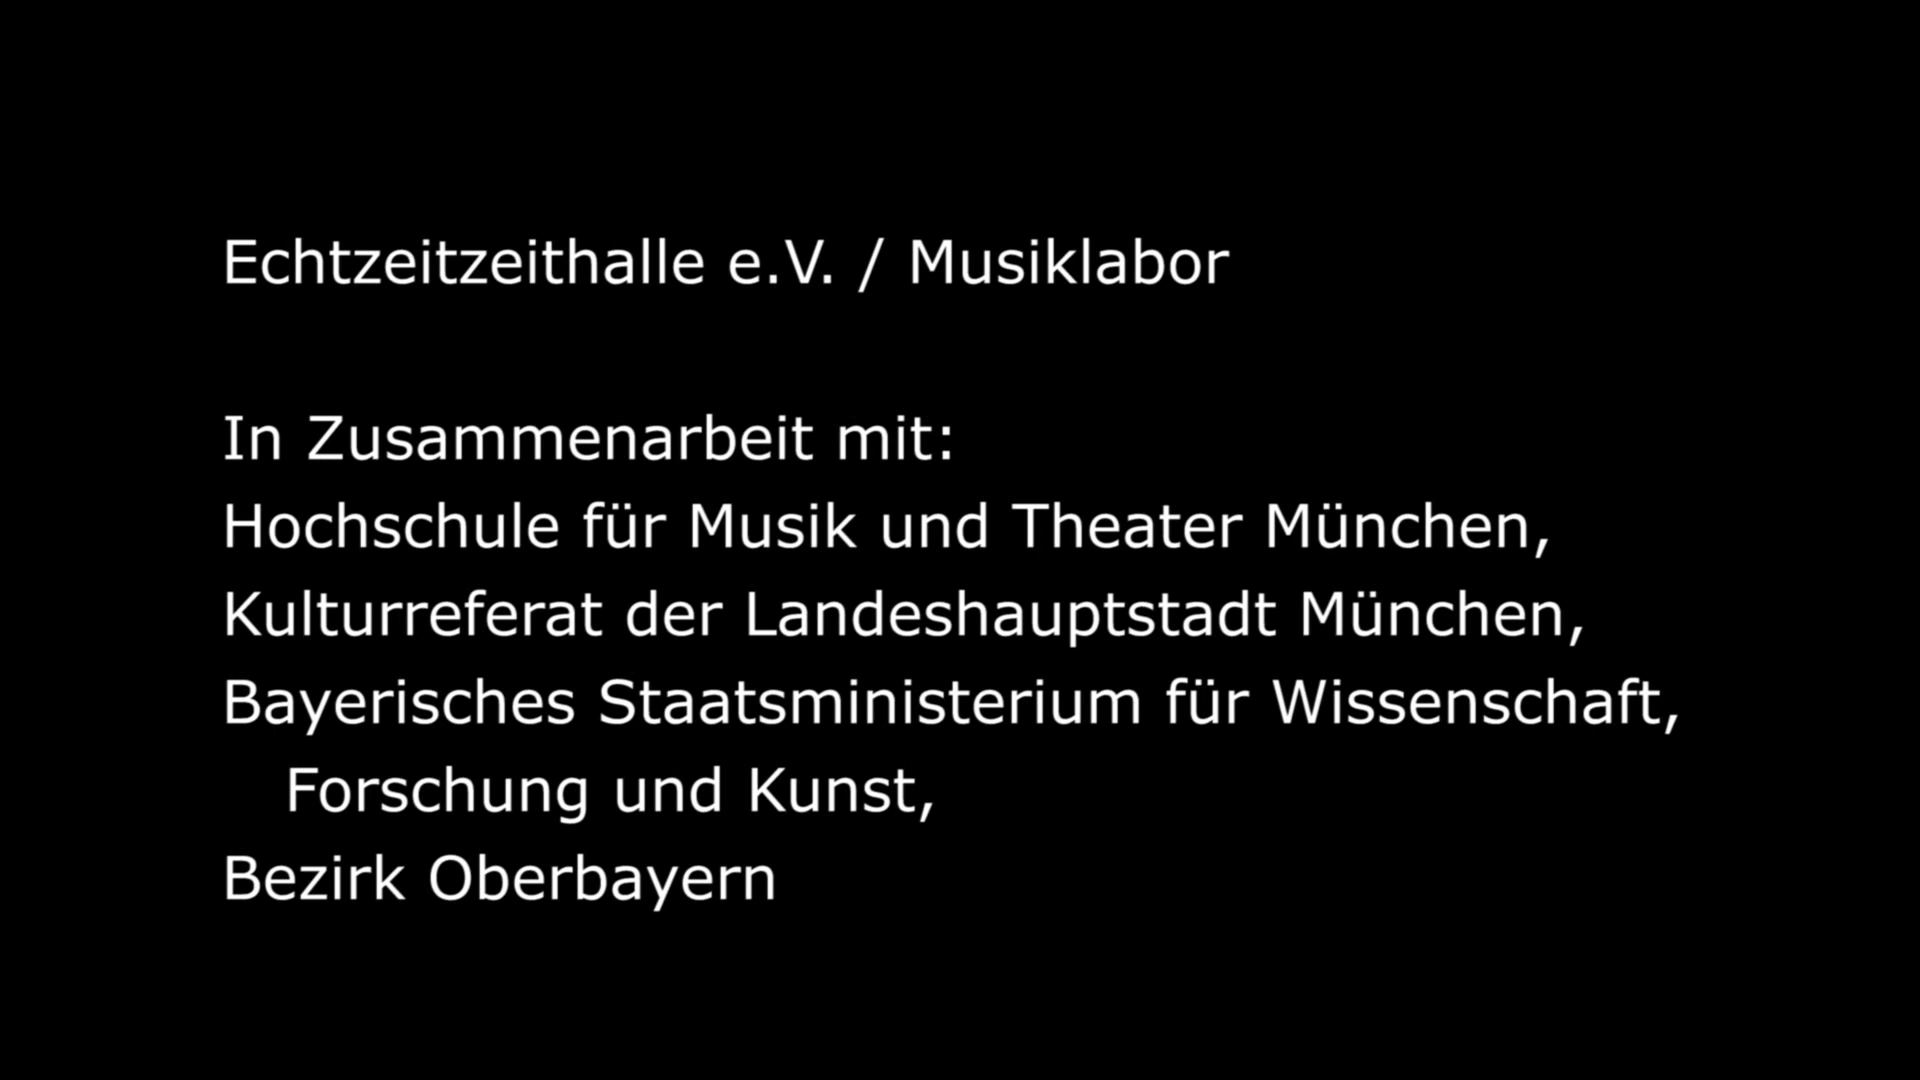 Echtzeitzeithalle e.V. / Musiklabor
In Zusammenarbeit mit:
Hochschule für Musik und Theater München,
Kulturreferat der Landeshauptstadt München,
Bayerisches Staatsministerium für Wissenschaft,
Forschung und Kunst,
Bezirk Oberbayern